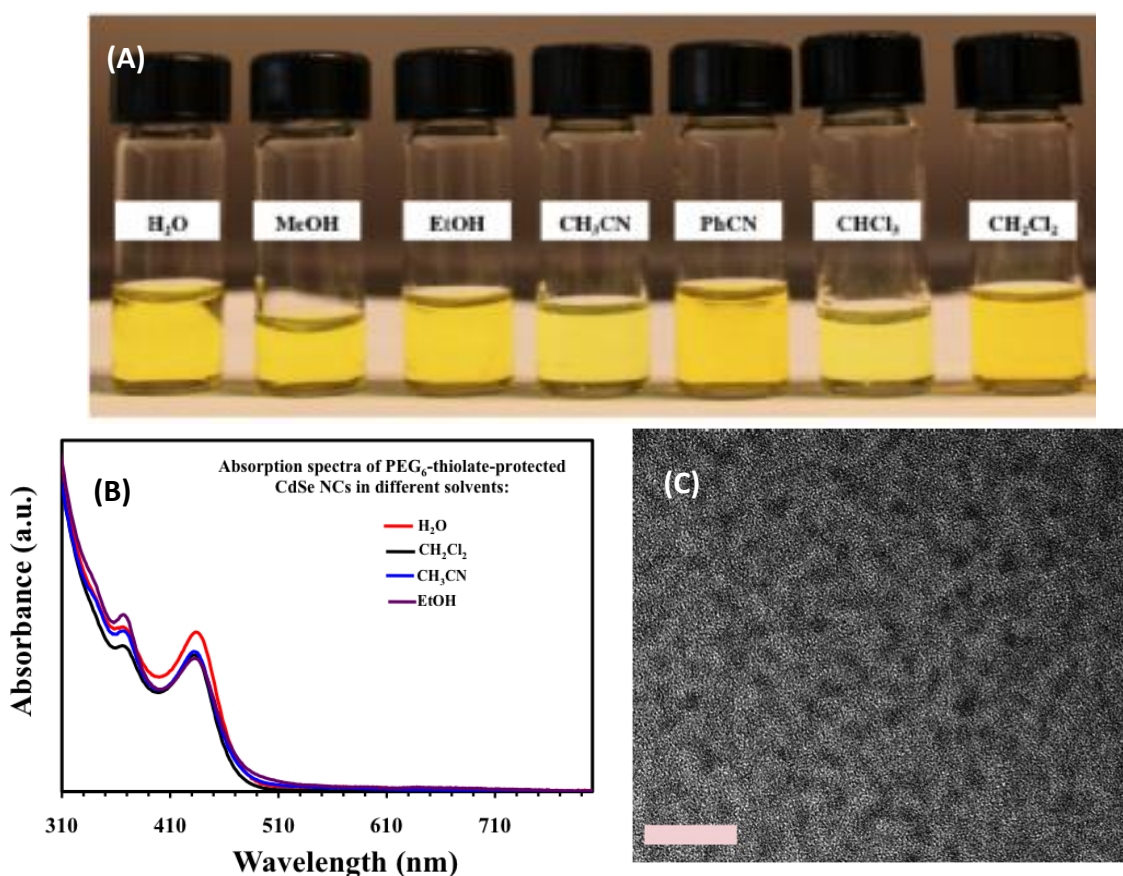 (A)
H₂O MeOH EtOH CH₃CN PhCN CHCl₃ CH₂Cl₂
(B)
Absorption spectra of PEG₆-thiolate-protected
CdSe NCs in different solvents:
H₂O
CH₂Cl₂
CH₃CN
EtOH
Absorbance (a.u.)
310 410 510 610 710
Wavelength (nm)
(C)